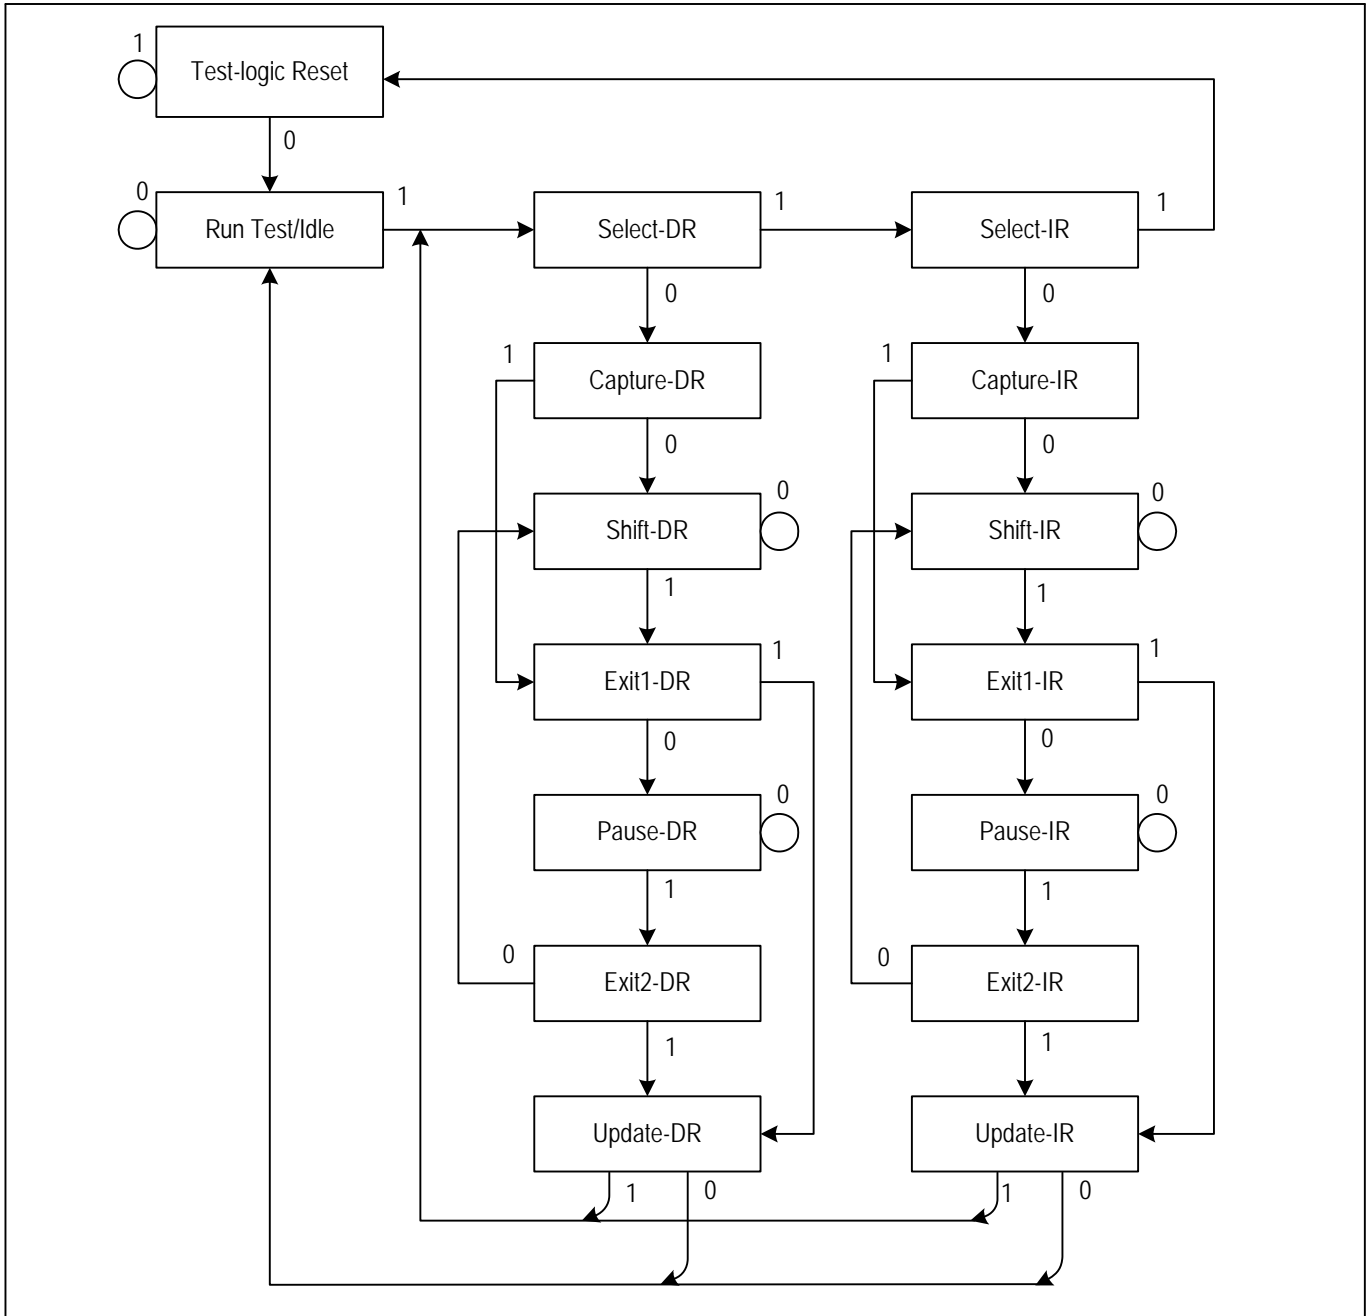 1
Test-logic Reset
0
0
Run Test/Idle
1
Select-DR
1
Select-IR
1
0
0
1
Capture-DR
1
Capture-IR
0
0
Shift-DR
0
Shift-IR
0
1
1
Exit1-DR
1
Exit1-IR
1
0
0
Pause-DR
0
Pause-IR
0
1
1
0
Exit2-DR
0
Exit2-IR
1
1
Update-DR
Update-IR
1
0
1
0